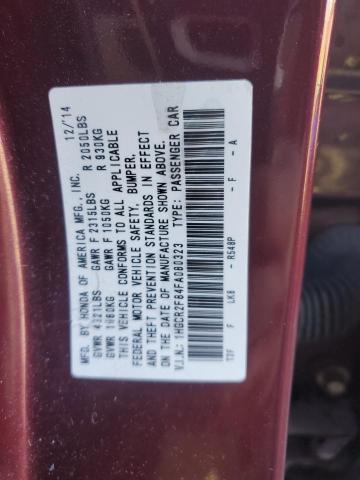 MFD. BY HONDA OF AMERICA MFG., INC. 12/'14
GVWR 4321LBS GAWR F 2315LBS R 2050LBS
GVWR 1960KG GAWR F 1050KG R 930KG
THIS VEHICLE CONFORMS TO ALL APPLICABLE
FEDERAL MOTOR VEHICLE SAFETY, BUMPER,
AND THEFT PREVENTION STANDARDS IN EFFECT
ON THE DATE OF MANUFACTURE SHOWN ABOVE.
V.I.N.: 1HGCR2F84FA080323 TYPE: PASSENGER CAR
T2F F LK8 - R548P - F - A